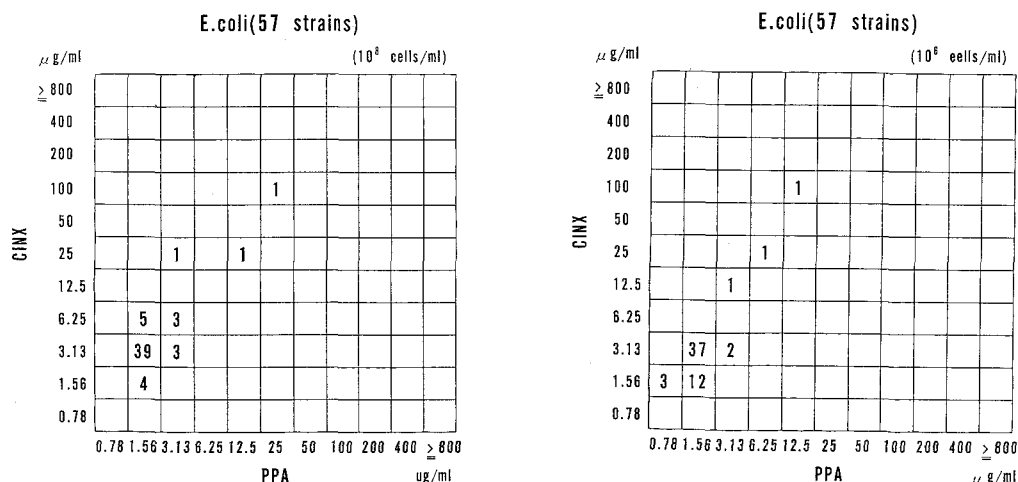 E.coli(57 strains)
μg/ml (10⁸ cells/ml)
≧800
400
200
100 1
50
25 1 1
12.5
6.25 5 3
3.13 39 3
1.56 4
0.78
CINX
0.78 1.56 3.13 6.25 12.5 25 50 100 200 400 ≧800
PPA ug/ml
E.coli(57 strains)
μg/ml (10⁶ eells/ml)
≧800
400
200
100 1
50
25 1
12.5 1
6.25
3.13 37 2
1.56 3 12
0.78
CINX
0.78 1.56 3.13 6.25 12.5 25 50 100 200 400 ≧800
PPA μg/ml